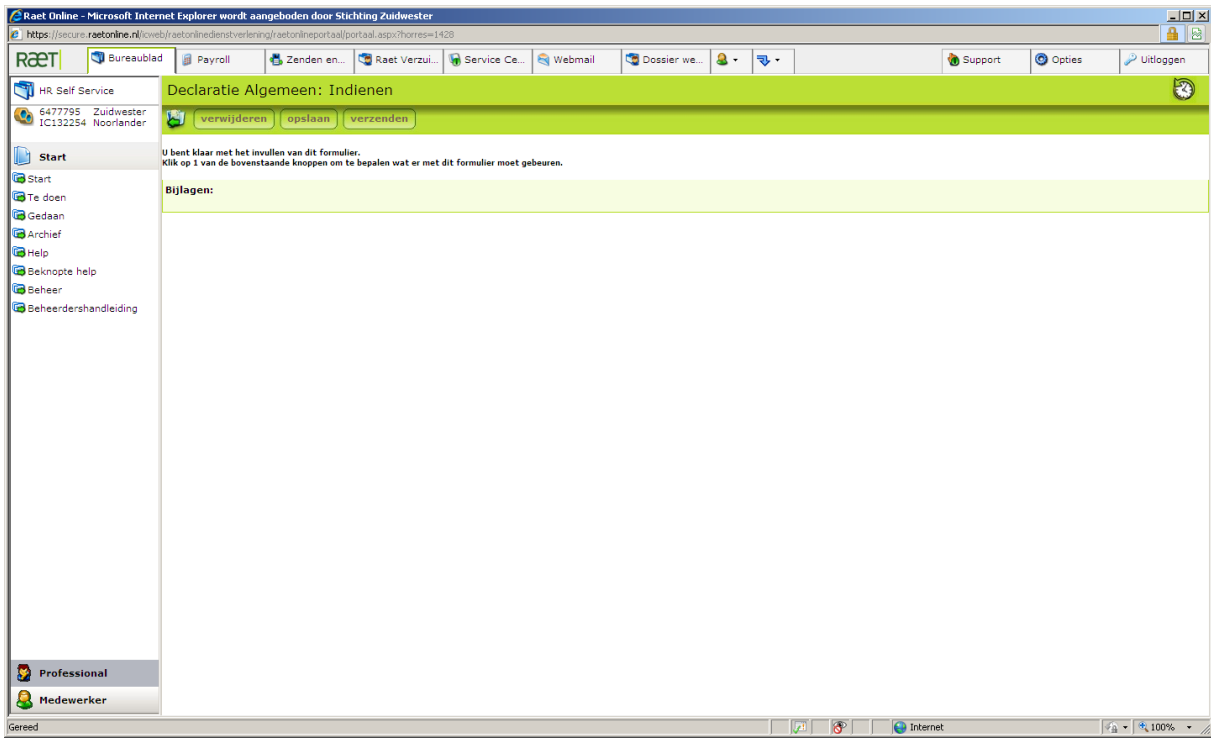 Raet Online - Microsoft Internet Explorer wordt aangeboden door Stichting Zuidwester
https://secure.raetonline.nl/icweb/raetonlinedienstverlening/raetonlineportaal/portaal.aspx?horres=1428
Raet
Bureaublad
Payroll
Zenden en...
Raet Verzui...
Service Ce...
Webmail
Dossier we...
Support
Opties
Uitloggen
HR Self Service
Declaratie Algemeen: Indienen
6477795 Zuidwester
IC132254 Noorlander
verwijderen opslaan verzenden
Start
U bent klaar met het invullen van dit formulier.
Klik op 1 van de bovenstaande knoppen om te bepalen wat er met dit formulier moet gebeuren.
Bijlagen:
Start
Te doen
Gedaan
Archief
Help
Beknopte help
Beheer
Beheerdershandleiding
Professional
Medewerker
Gereed
Internet
100%